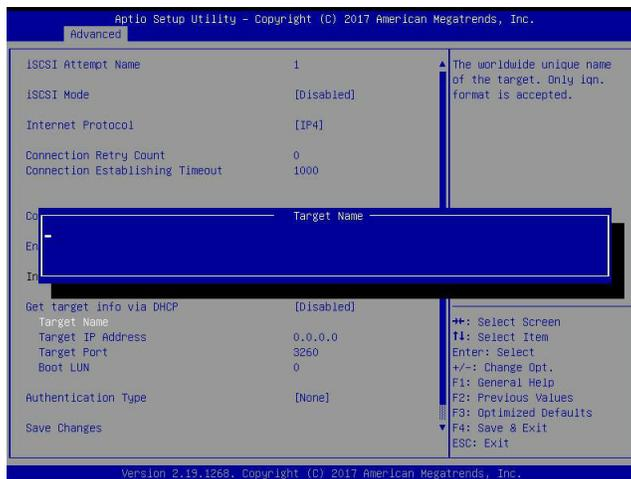 Aptio Setup Utility – Copyright (C) 2017 American Megatrends, Inc.
Advanced
iSCSI Attempt Name 1
iSCSI Mode [Disabled]
Internet Protocol [IP4]
Connection Retry Count 0
Connection Establishing Timeout 1000
Co
En
In
Target Name
Get target info via DHCP [Disabled]
Target Name
Target IP Address 0.0.0.0
Target Port 3260
Boot LUN 0
Authentication Type [None]
Save Changes
The worldwide unique name
of the target. Only iqn.
format is accepted.
→←: Select Screen
↑↓: Select Item
Enter: Select
+/-: Change Opt.
F1: General Help
F2: Previous Values
F3: Optimized Defaults
F4: Save & Exit
ESC: Exit
Version 2.19.1268. Copyright (C) 2017 American Megatrends, Inc.